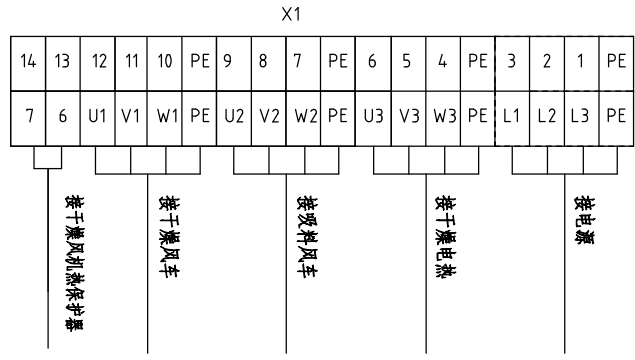 X1
14 13 12 11 10 PE 9 8 7 PE 6 5 4 PE 3 2 1 PE
7 6 U1 V1 W1 PE U2 V2 W2 PE U3 V3 W3 PE L1 L2 L3 PE
接干燥风机热保护器
接干燥风车
接吸料风车
接干燥电热
接电源